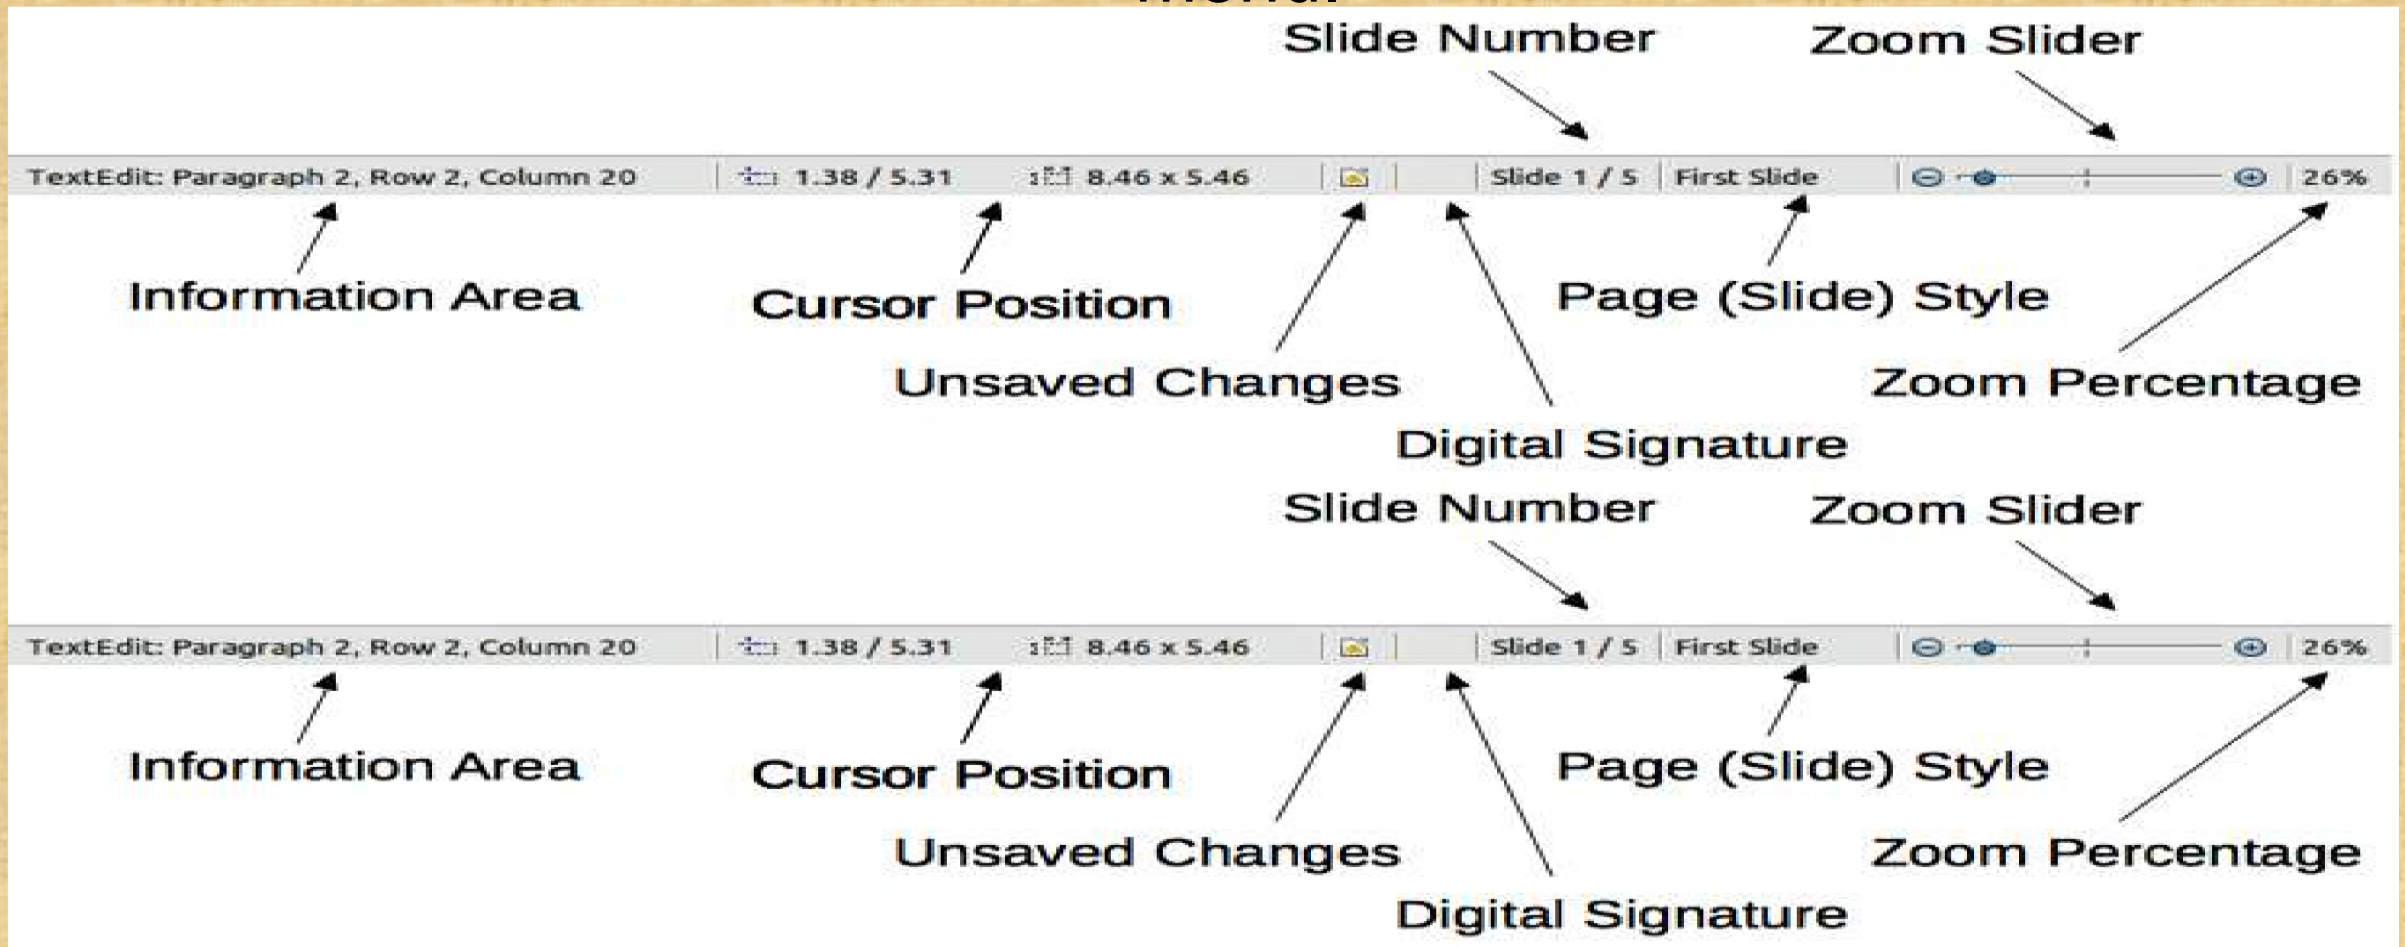 menu.
Slide Number Zoom Slider
TextEdit: Paragraph 2, Row 2, Column 20 1.38 / 5.31 8.46 x 5.46 Slide 1 / 5 First Slide 26%
Information Area Cursor Position Page (Slide) Style
Unsaved Changes Zoom Percentage
Digital Signature
Slide Number Zoom Slider
TextEdit: Paragraph 2, Row 2, Column 20 1.38 / 5.31 8.46 x 5.46 Slide 1 / 5 First Slide 26%
Information Area Cursor Position Page (Slide) Style
Unsaved Changes Zoom Percentage
Digital Signature